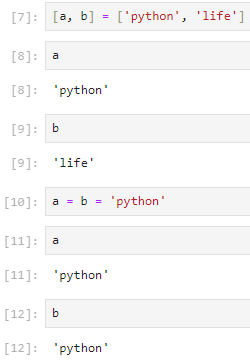 [7]: [a, b] = ['python', 'life']
[8]: a
[8]: 'python'
[9]: b
[9]: 'life'
[10]: a = b = 'python'
[11]: a
[11]: 'python'
[12]: b
[12]: 'python'